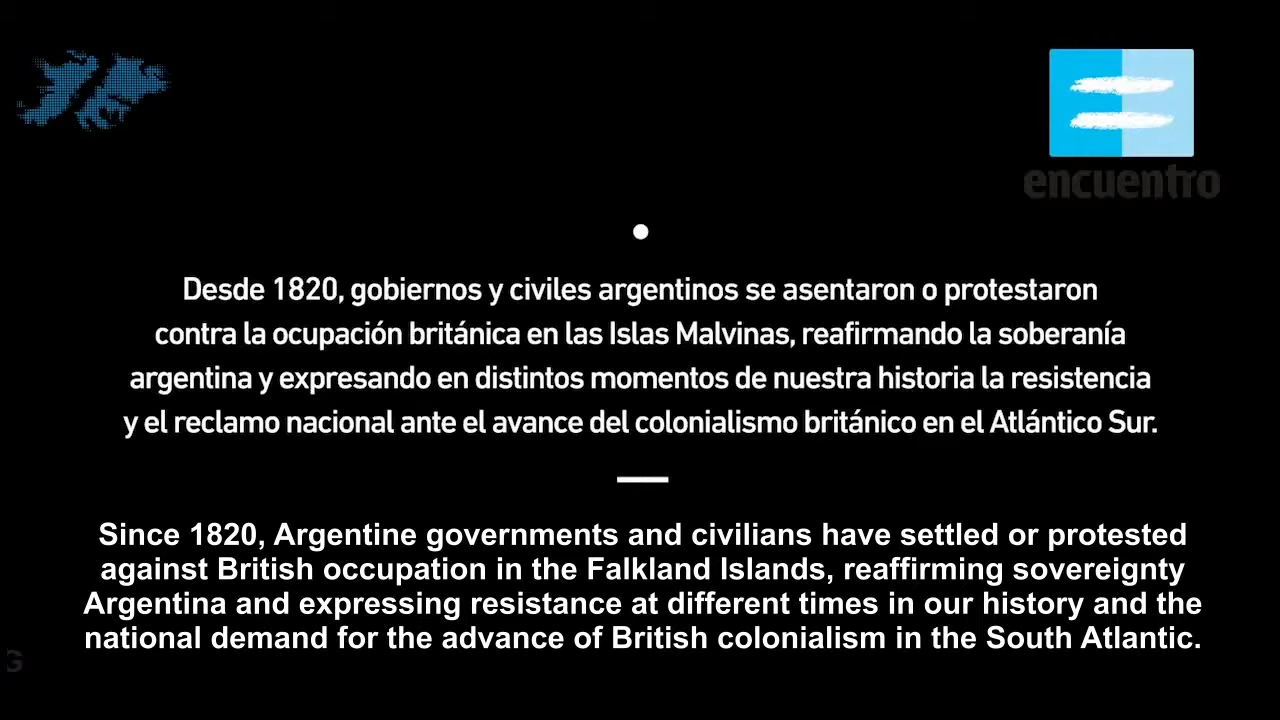 encuentro
Desde 1820, gobiernos y civiles argentinos se asentaron o protestaron
contra la ocupación británica en las Islas Malvinas, reafirmando la soberanía
argentina y expresando en distintos momentos de nuestra historia la resistencia
y el reclamo nacional ante el avance del colonialismo británico en el Atlántico Sur.
Since 1820, Argentine governments and civilians have settled or protested
against British occupation in the Falkland Islands, reaffirming sovereignty
Argentina and expressing resistance at different times in our history and the
national demand for the advance of British colonialism in the South Atlantic.
G